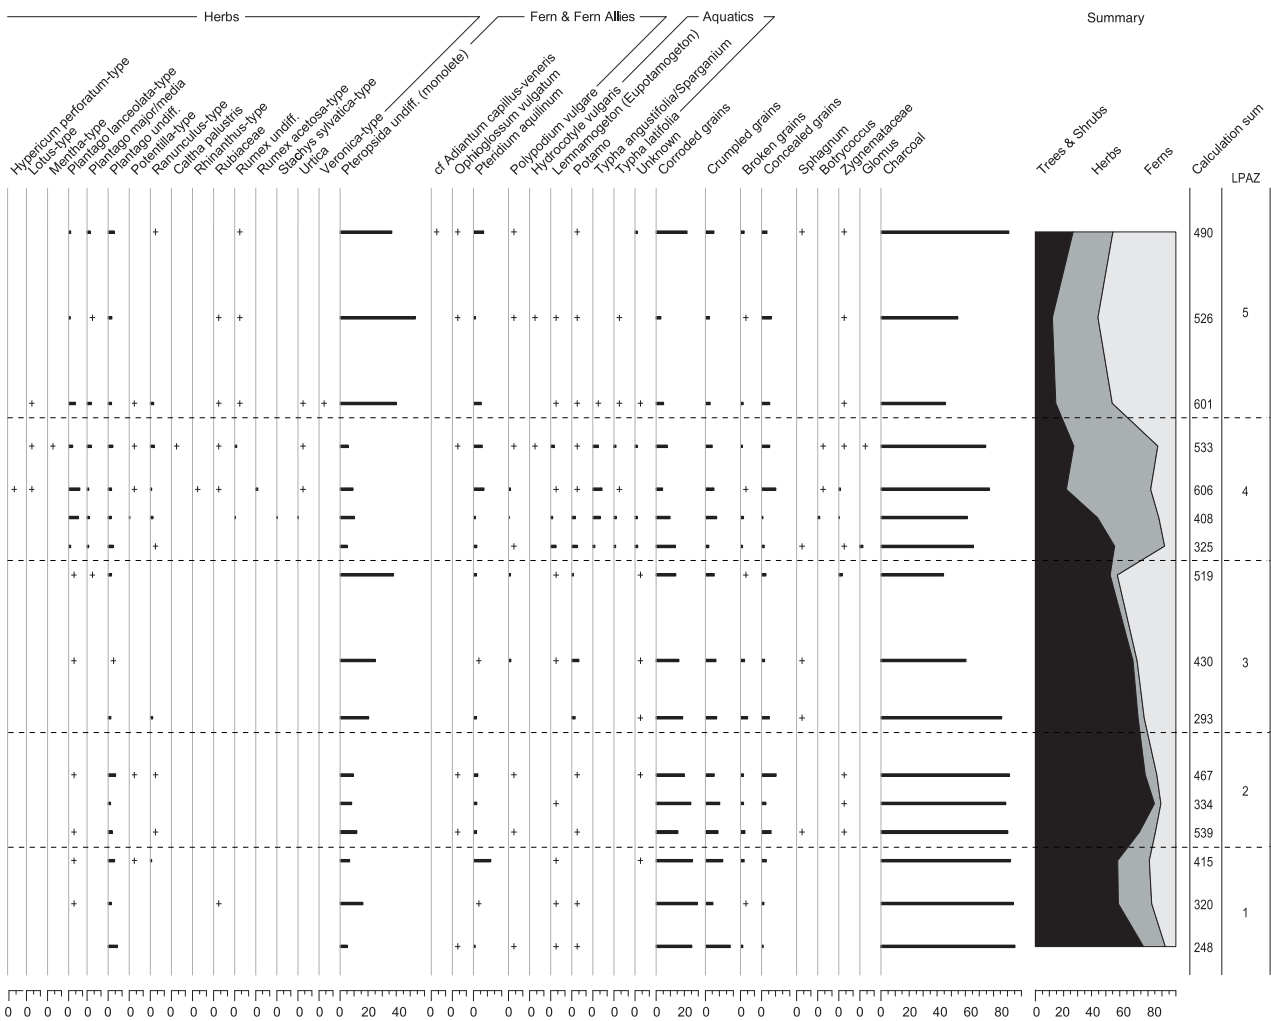 Herbs
Fern & Fern Allies
Aquatics
Summary
Hypericum perforatum-type
Lotus-type
Mentha-type
Plantago lanceolata-type
Plantago major/media
Plantago undiff.
Potentilla-type
Ranunculus-type
Caltha palustris
Rhinanthus-type
Rubiaceae
Rumex undiff.
Rumex acetosa-type
Stachys sylvatica-type
Urtica
Veronica-type
Pteropsida undiff. (monolete)
cf Adiantum capillus-veneris
Ophioglossum vulgatum
Pteridium aquilinum
Polypodium vulgare
Hydrocotyle vulgaris
Lemna
Potamogeton (Eupotamogeton)
Typha angustifolia/Sparganium
Typha latifolia
Unknown
Corroded grains
Crumpled grains
Broken grains
Concealed grains
Sphagnum
Botrycoccus
Zygnemataceae
Glomus
Charcoal
Trees & Shrubs
Herbs
Ferns
Calculation sum
LPAZ
490
526
5
601
533
606
4
408
325
519
430
3
293
467
2
334
539
415
320
1
248
0 0 0 0 0 0 0 0 0 0 0 0 0 0 0 0 0 20 40 0 0 0 0 0 0 0 0 0 0 0 20 0 0 0 0 0 0 0 0 20 40 60 80 0 20 40 60 80